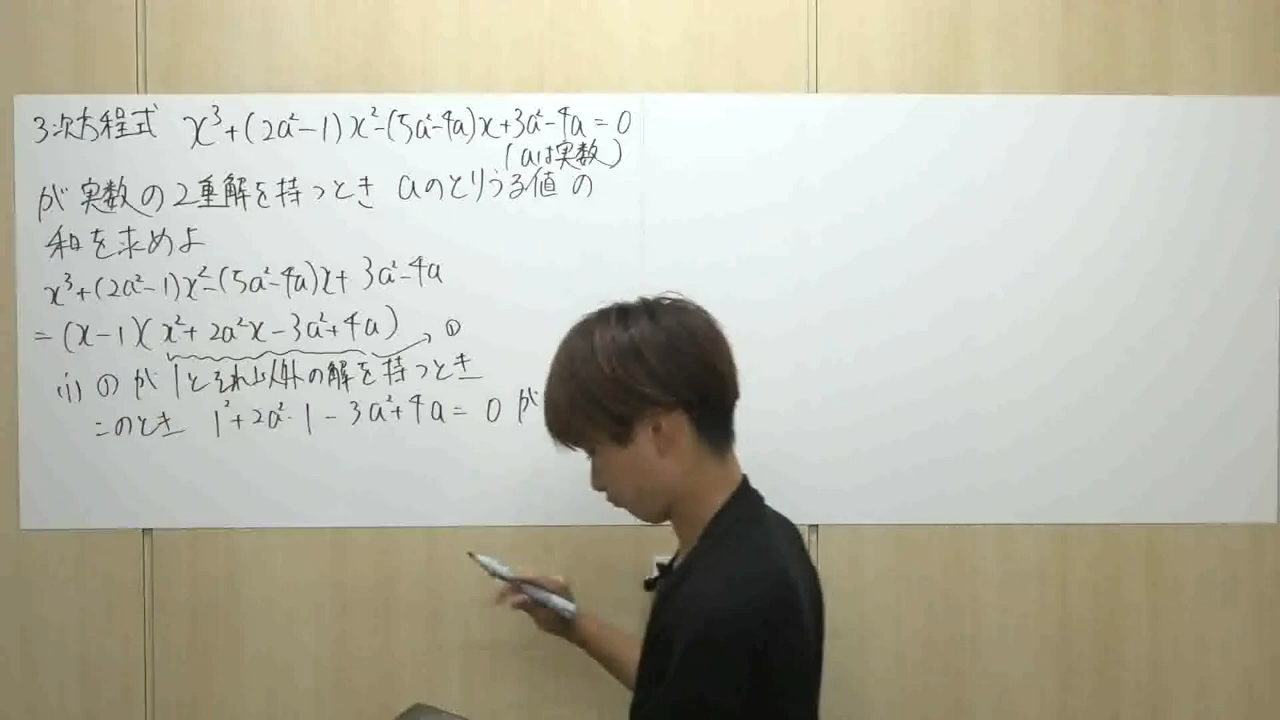 3次方程式 x³+(2a²-1)x²-(5a²-4a)x+3a²-4a=0
(aは実数)
が実数の2重解を持つとき aのとりうる値の
和を求めよ
x³+(2a²-1)x²-(5a²-4a)x+3a²-4a
=(x-1)(x²+2a²x-3a²+4a) ①
(i) ①が1とそれ以外の解を持つとき
このとき 1²+2a²·1-3a²+4a=0が